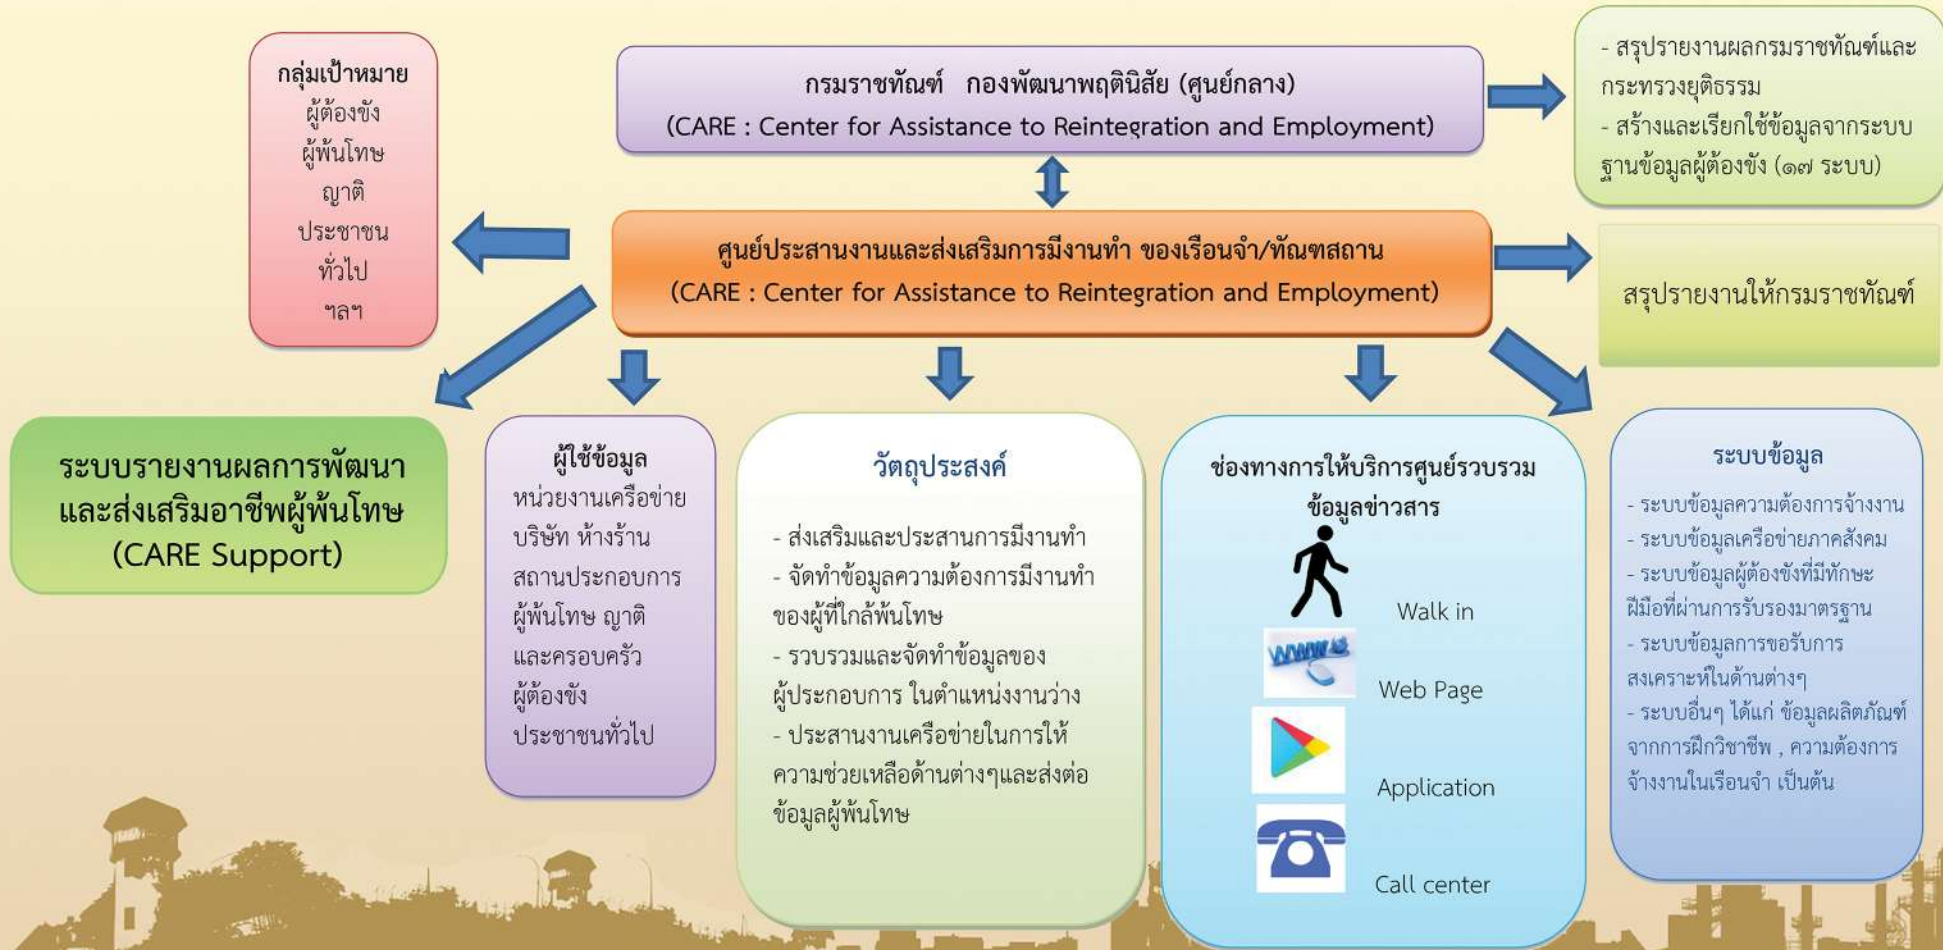 กลุ่มเป้าหมาย
ผู้ต้องขัง
ผู้พ้นโทษ
ญาติ
ประชาชน
ทั่วไป
ฯลฯ
กรมราชทัณฑ์ กองพัฒนาพฤตินิสัย (ศูนย์กลาง)
(CARE : Center for Assistance to Reintegration and Employment)
- สรุปรายงานผลกรมราชทัณฑ์และ
กระทรวงยุติธรรม
- สร้างและเรียกใช้ข้อมูลจากระบบ
ฐานข้อมูลผู้ต้องขัง (๑๗ ระบบ)
ศูนย์ประสานงานและส่งเสริมการมีงานทำ ของเรือนจำ/ทัณฑสถาน
(CARE : Center for Assistance to Reintegration and Employment)
สรุปรายงานให้กรมราชทัณฑ์
ระบบรายงานผลการพัฒนา
และส่งเสริมอาชีพผู้พ้นโทษ
(CARE Support)
ผู้ใช้ข้อมูล
หน่วยงานเครือข่าย
บริษัท ห้างร้าน
สถานประกอบการ
ผู้พ้นโทษ ญาติ
และครอบครัว
ผู้ต้องขัง
ประชาชนทั่วไป
วัตถุประสงค์
- ส่งเสริมและประสานการมีงานทำ
- จัดทำข้อมูลความต้องการมีงานทำ
ของผู้ที่ใกล้พ้นโทษ
- รวบรวมและจัดทำข้อมูลของ
ผู้ประกอบการ ในตำแหน่งงานว่าง
- ประสานงานเครือข่ายในการให้
ความช่วยเหลือด้านต่างๆและส่งต่อ
ข้อมูลผู้พ้นโทษ
ช่องทางการให้บริการศูนย์รวบรวม
ข้อมูลข่าวสาร
Walk in
www
Web Page
Application
Call center
ระบบข้อมูล
- ระบบข้อมูลความต้องการจ้างงาน
- ระบบข้อมูลเครือข่ายภาคสังคม
- ระบบข้อมูลผู้ต้องขังที่มีทักษะ
ฝีมือที่ผ่านการรับรองมาตรฐาน
- ระบบข้อมูลการขอรับการ
สงเคราะห์ในด้านต่างๆ
- ระบบอื่นๆ ได้แก่ ข้อมูลผลิตภัณฑ์
จากการฝึกวิชาชีพ , ความต้องการ
จ้างงานในเรือนจำ เป็นต้น